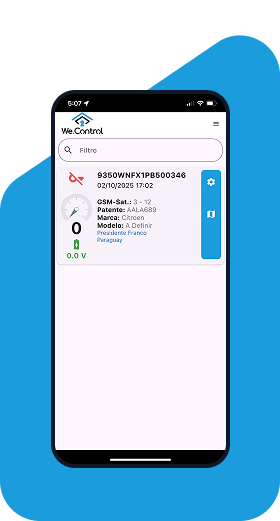 5:07
We.Control
Filtro
9350WNFX1PB500346
02/10/2025 17:02
GSM-Sat.: 3 - 12
Patente: AALA689
Marca: Citroen
Modelo: A Definir
Presidente Franco
Paraguay
0
0.0 V